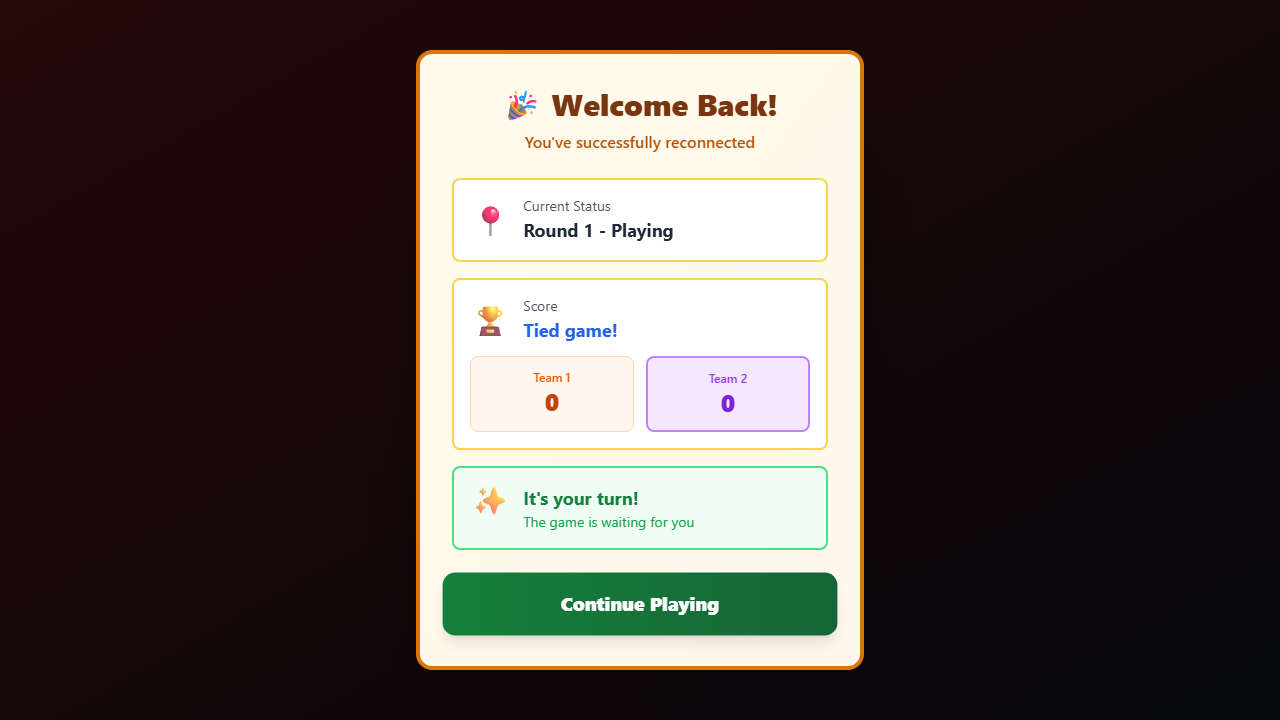 Welcome Back!
You've successfully reconnected
Current Status
Round 1 - Playing
Score
Tied game!
Team 1
0
Team 2
0
It's your turn!
The game is waiting for you
Continue Playing